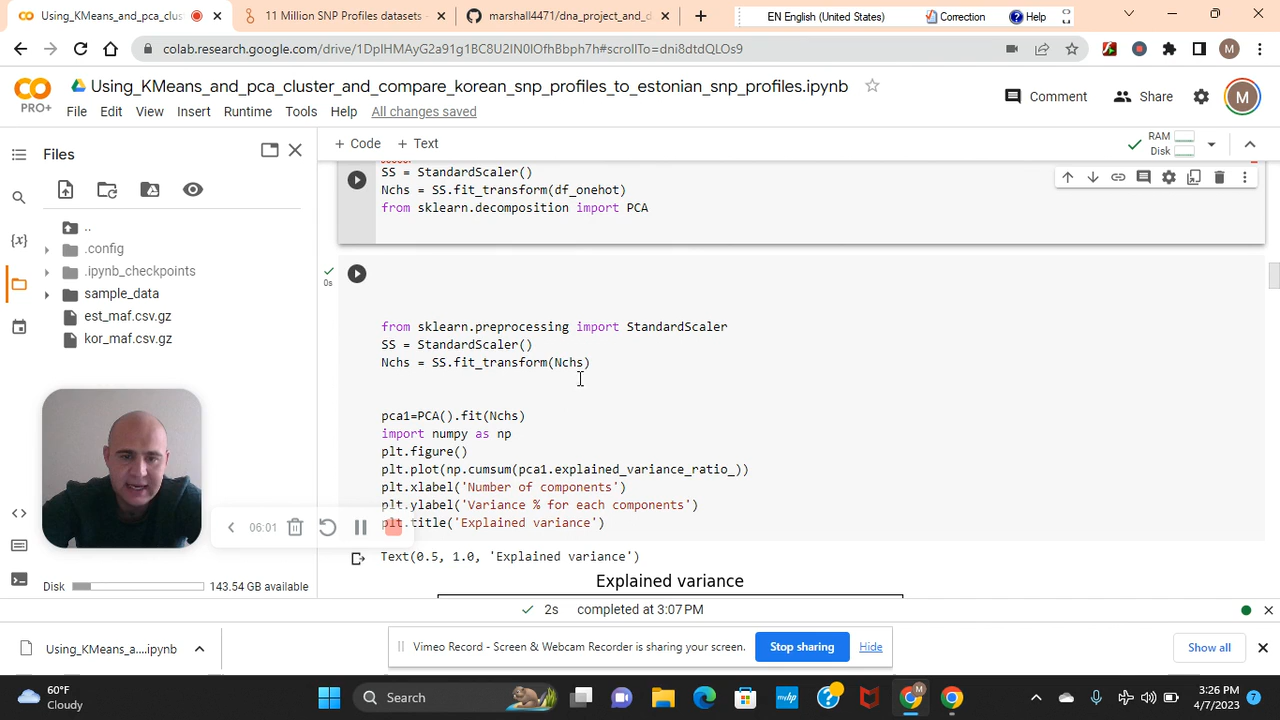 Using_KMeans_and_pca_clus
11 Million SNP Profiles datasets -
marshall4471/dna_project_and_d
EN English (United States)
Correction
Help
colab.research.google.com/drive/1DpIHMAyG2a91g1BC8U2IN0lOfhBbph7h#scrollTo=dni8dtdQLOs9
M
CO
PRO+
Using_KMeans_and_pca_cluster_and_compare_korean_snp_profiles_to_estonian_snp_profiles.ipynb
File Edit View Insert Runtime Tools Help All changes saved
Comment
Share
M
Files
+ Code + Text
RAM
Disk
..
.config
.ipynb_checkpoints
sample_data
est_maf.csv.gz
kor_maf.csv.gz
{x}
SS = StandardScaler()
Nchs = SS.fit_transform(df_onehot)
from sklearn.decomposition import PCA
0s
from sklearn.preprocessing import StandardScaler
SS = StandardScaler()
Nchs = SS.fit_transform(Nchs)
pca1=PCA().fit(Nchs)
import numpy as np
plt.figure()
plt.plot(np.cumsum(pca1.explained_variance_ratio_))
plt.xlabel('Number of components')
plt.ylabel('Variance % for each components')
plt.title('Explained variance')
Text(0.5, 1.0, 'Explained variance')
Explained variance
06:01
Disk
143.54 GB available
2s completed at 3:07 PM
Using_KMeans_a....ipynb
Vimeo Record - Screen & Webcam Recorder is sharing your screen.
Stop sharing
Hide
Show all
60°F
Cloudy
Search
hp
M
3:26 PM
4/7/2023
7